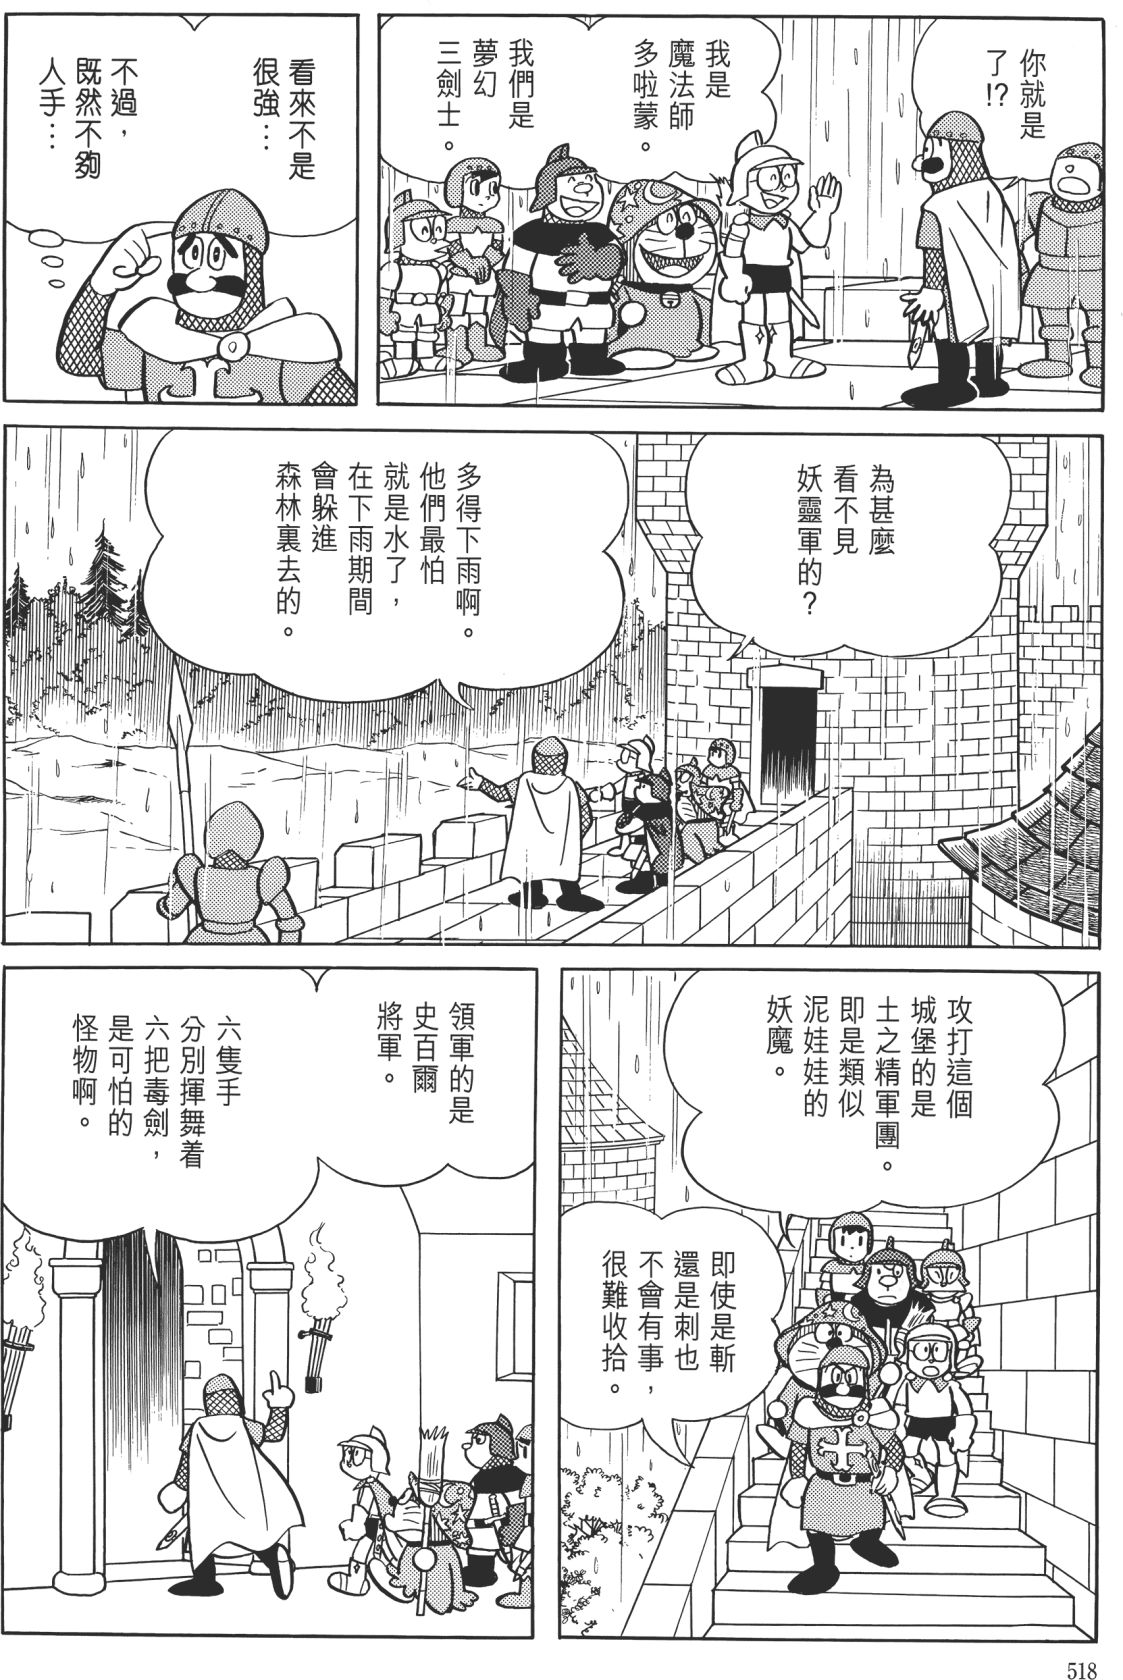 你就是
了!?
我是
魔法師
多啦蒙。
我們是
夢幻
三劍士。
看來不是
很強…
不過，
既然不夠
人手…
為甚麼
看不見
妖靈軍的？
多得下雨啊。
他們最怕
就是水了，
在下雨期間
會躲進
森林裏去的。
攻打這個
城堡的是
土之精軍團。
即是類似
泥娃娃的
妖魔。
即使是斬
還是刺也
不會有事，
很難收拾。
領軍的是
史百爾
將軍。
六隻手
分別揮舞着
六把毒劍，
是可怕的
怪物啊。
518